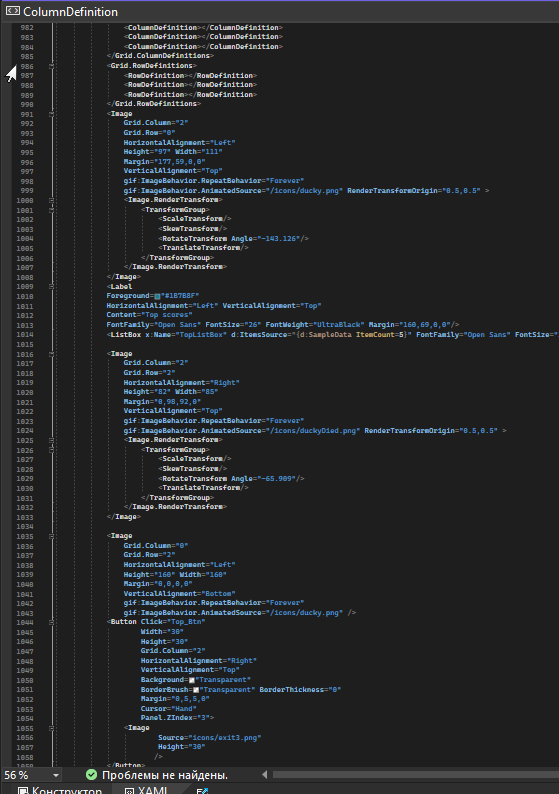 ColumnDefinition
982 <ColumnDefinition></ColumnDefinition>
983 <ColumnDefinition></ColumnDefinition>
984 <ColumnDefinition></ColumnDefinition>
985 </Grid.ColumnDefinitions>
986 <Grid.RowDefinitions>
987 <RowDefinition></RowDefinition>
988 <RowDefinition></RowDefinition>
989 <RowDefinition></RowDefinition>
990 </Grid.RowDefinitions>
991 <Image
992 Grid.Column="2"
993 Grid.Row="0"
994 HorizontalAlignment="Left"
995 Height="97" Width="111"
996 Margin="177,59,0,0"
997 VerticalAlignment="Top"
998 gif:ImageBehavior.RepeatBehavior="Forever"
999 gif:ImageBehavior.AnimatedSource="/icons/ducky.png" RenderTransformOrigin="0.5,0.5" >
1000 <Image.RenderTransform>
1001 <TransformGroup>
1002 <ScaleTransform/>
1003 <SkewTransform/>
1004 <RotateTransform Angle="-143.126"/>
1005 <TranslateTransform/>
1006 </TransformGroup>
1007 </Image.RenderTransform>
1008 </Image>
1009 <Label
1010 Foreground="#1B7B8F"
1011 HorizontalAlignment="Left" VerticalAlignment="Top"
1012 Content="Top scores"
1013 FontFamily="Open Sans" FontSize="26" FontWeight="UltraBlack" Margin="160,69,0,0"/>
1014 <ListBox x:Name="TopListBox" d:ItemsSource="{d:SampleData ItemCount=5}" FontFamily="Open Sans" FontSize="
1015
1016 <Image
1017 Grid.Column="2"
1018 Grid.Row="2"
1019 HorizontalAlignment="Right"
1020 Height="82" Width="85"
1021 Margin="0,98,92,0"
1022 VerticalAlignment="Top"
1023 gif:ImageBehavior.RepeatBehavior="Forever"
1024 gif:ImageBehavior.AnimatedSource="/icons/duckyDied.png" RenderTransformOrigin="0.5,0.5" >
1025 <Image.RenderTransform>
1026 <TransformGroup>
1027 <ScaleTransform/>
1028 <SkewTransform/>
1029 <RotateTransform Angle="-65.909"/>
1030 <TranslateTransform/>
1031 </TransformGroup>
1032 </Image.RenderTransform>
1033 </Image>
1034
1035 <Image
1036 Grid.Column="0"
1037 Grid.Row="2"
1038 HorizontalAlignment="Left"
1039 Height="160" Width="160"
1040 Margin="0,0,0,0"
1041 VerticalAlignment="Bottom"
1042 gif:ImageBehavior.RepeatBehavior="Forever"
1043 gif:ImageBehavior.AnimatedSource="/icons/ducky.png" />
1044 <Button Click="Top_Btn"
1045 Width="30"
1046 Height="30"
1047 Grid.Column="2"
1048 HorizontalAlignment="Right"
1049 VerticalAlignment="Top"
1050 Background="Transparent"
1051 BorderBrush="Transparent" BorderThickness="0"
1052 Margin="0,5,5,0"
1053 Cursor="Hand"
1054 Panel.ZIndex="3">
1055 <Image
1056 Source="icons/exit3.png"
1057 Height="30"
1058 />
</Button>
56 % Проблемы не найдены.
Конструктор XAML